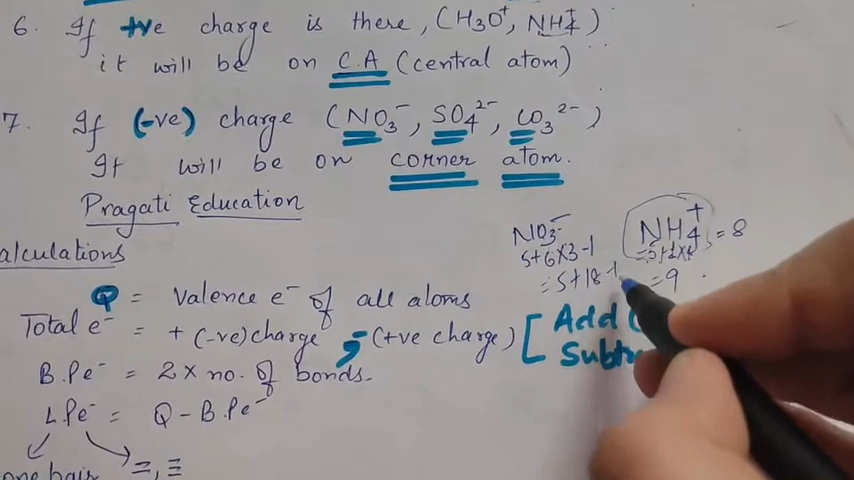 6. If +ve charge is there, (H3O+, NH4+)
it will be on C.A (central atom)
7. If (-ve) charge (NO3-, SO4 2-, CO3 2-)
It will be on corner atom.
Pragati Education
alculations
Q = Valence e- of all atoms
Total e- = + (-ve) charge, - (+ve charge)
B.Pe- = 2 × no. of bonds.
L.Pe- = Q - B.Pe-
one pair =, ≡
NO3-
5+6×3-1
=5+18-1
NH4+ = 8
=9
[Add (
Subtr